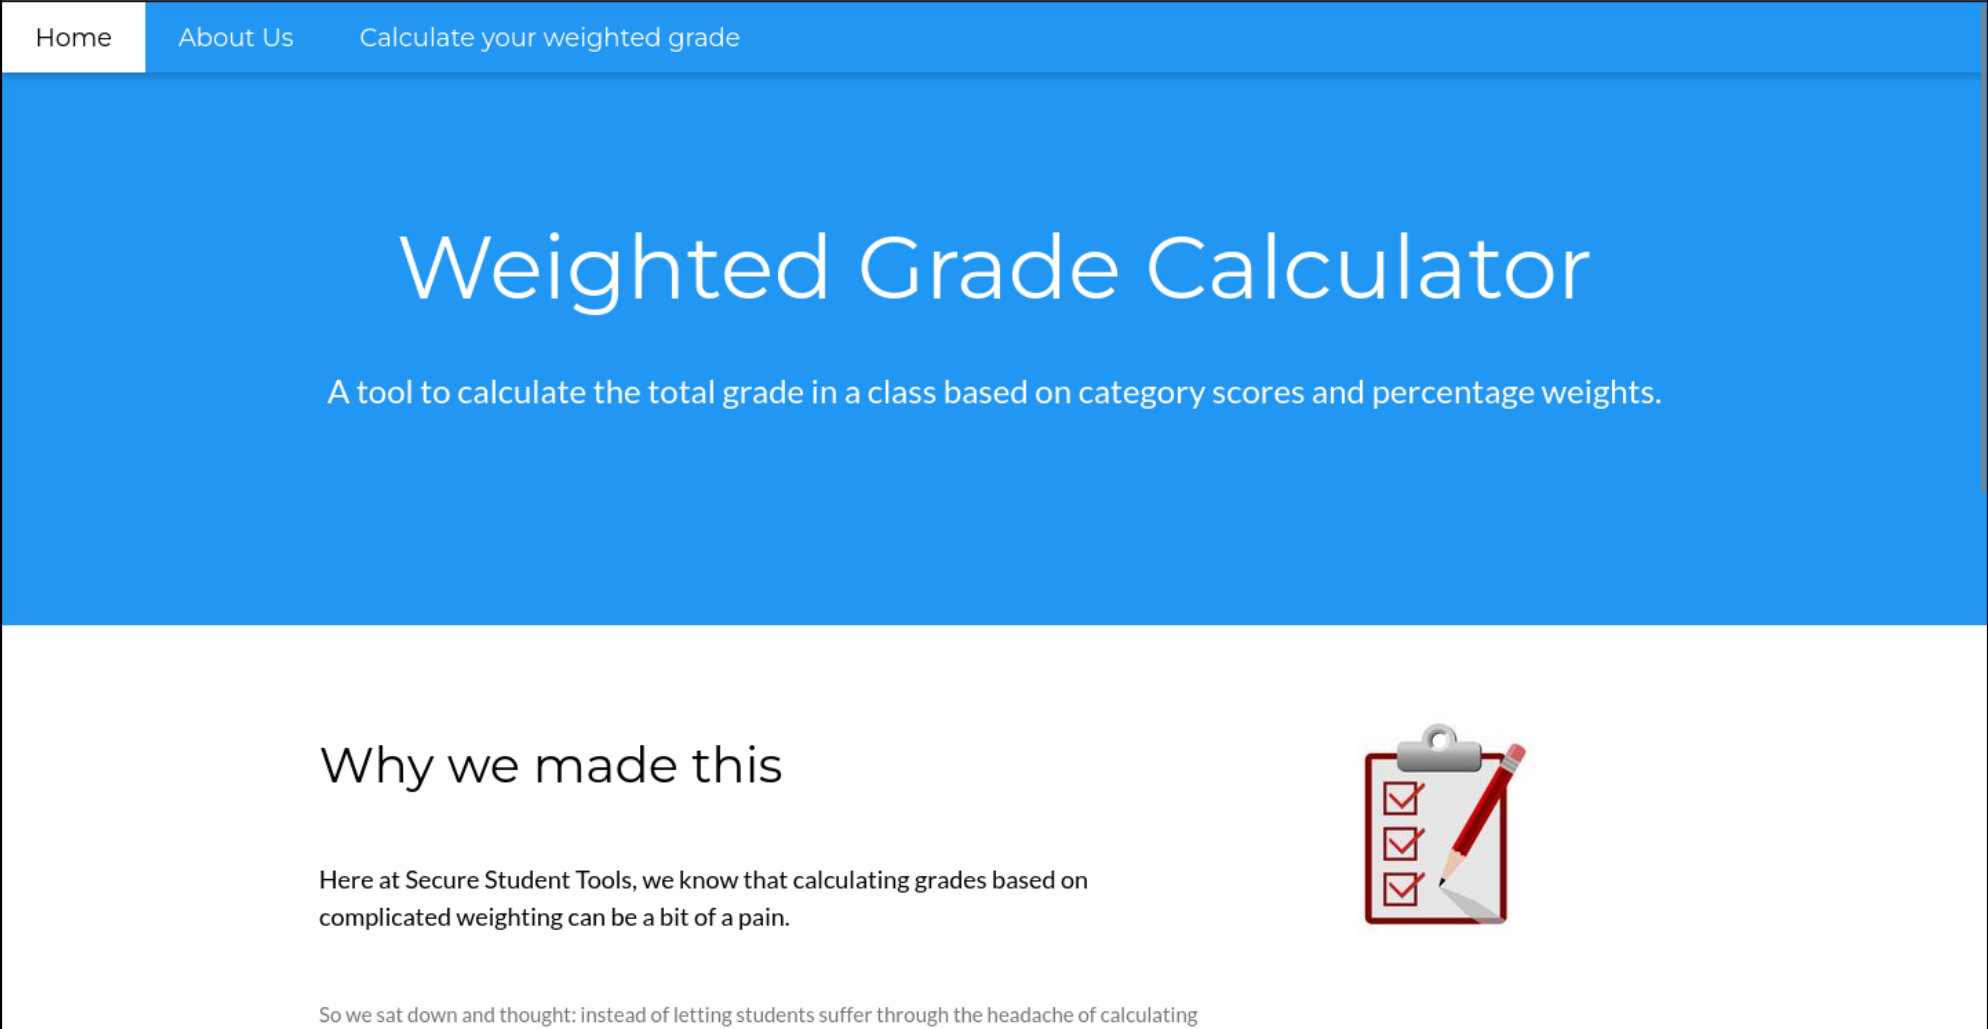 Home About Us Calculate your weighted grade
Weighted Grade Calculator
A tool to calculate the total grade in a class based on category scores and percentage weights.
Why we made this
Here at Secure Student Tools, we know that calculating grades based on
complicated weighting can be a bit of a pain.
So we sat down and thought: instead of letting students suffer through the headache of calculating